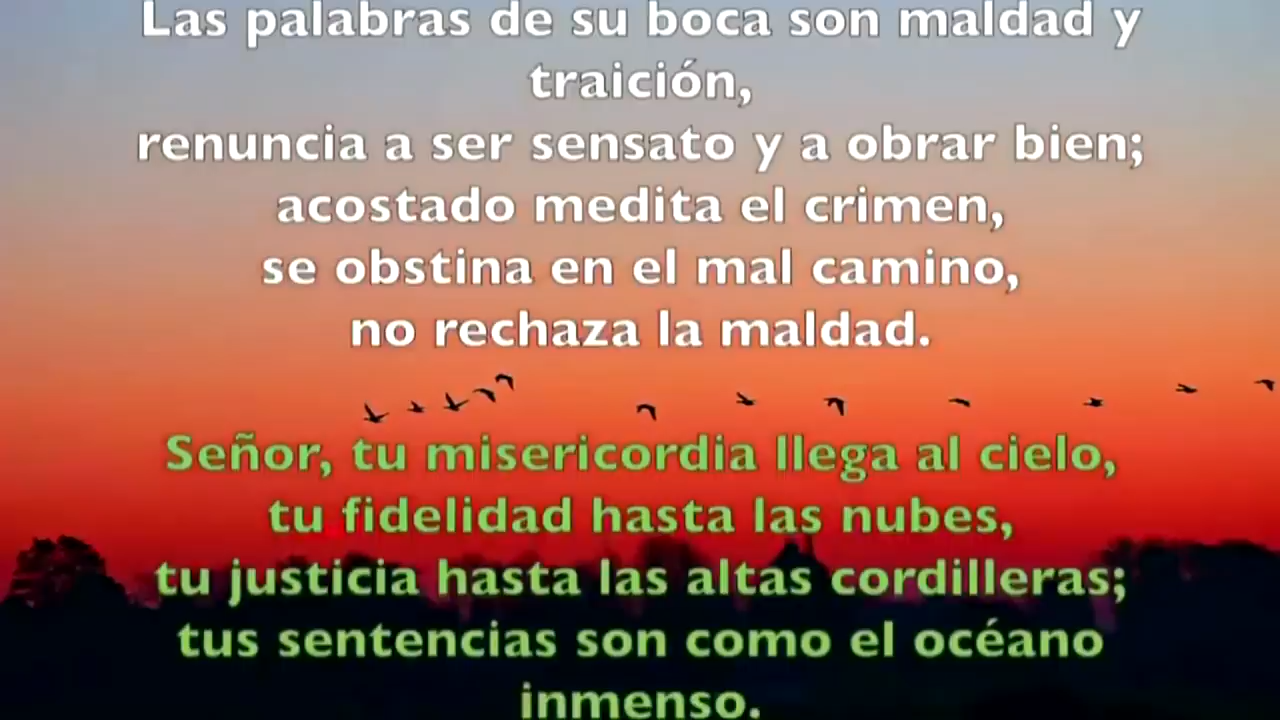 Las palabras de su boca son maldad y
traición,
renuncia a ser sensato y a obrar bien;
acostado medita el crimen,
se obstina en el mal camino,
no rechaza la maldad.
Señor, tu misericordia llega al cielo,
tu fidelidad hasta las nubes,
tu justicia hasta las altas cordilleras;
tus sentencias son como el océano
inmenso.